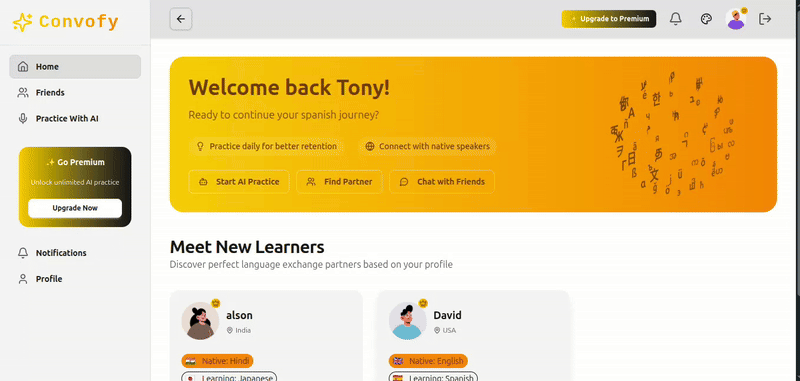 Convofy
Upgrade to Premium
Home
Friends
Practice With AI
Go Premium
Unlock unlimited AI practice
Upgrade Now
Notifications
Profile
Welcome back Tony!
Ready to continue your spanish journey?
Practice daily for better retention
Connect with native speakers
Start AI Practice
Find Partner
Chat with Friends
Meet New Learners
Discover perfect language exchange partners based on your profile
alson
India
Native: Hindi
Learning: Japanese
David
USA
Native: English
Learning: Spanish